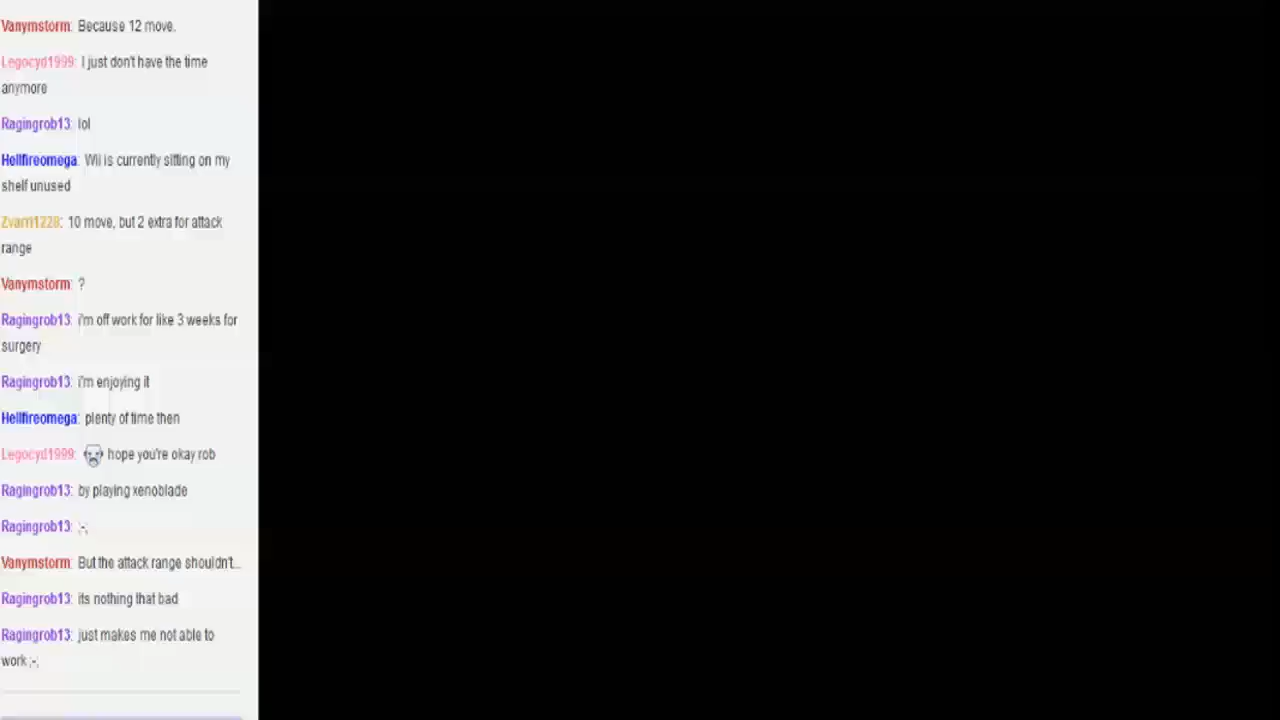 Vanymstorm: Because 12 move.
Legocyd1999: I just don't have the time
anymore
Ragingrob13: lol
Hellfireomega: Wii is currently sitting on my
shelf unused
Zvarri1228: 10 move, but 2 extra for attack
range
Vanymstorm: ?
Ragingrob13: i'm off work for like 3 weeks for
surgery
Ragingrob13: i'm enjoying it
Hellfireomega: plenty of time then
Legocyd1999: hope you're okay rob
Ragingrob13: by playing xenoblade
Ragingrob13: ;-;
Vanymstorm: But the attack range shouldn't...
Ragingrob13: its nothing that bad
Ragingrob13: just makes me not able to
work ;-;